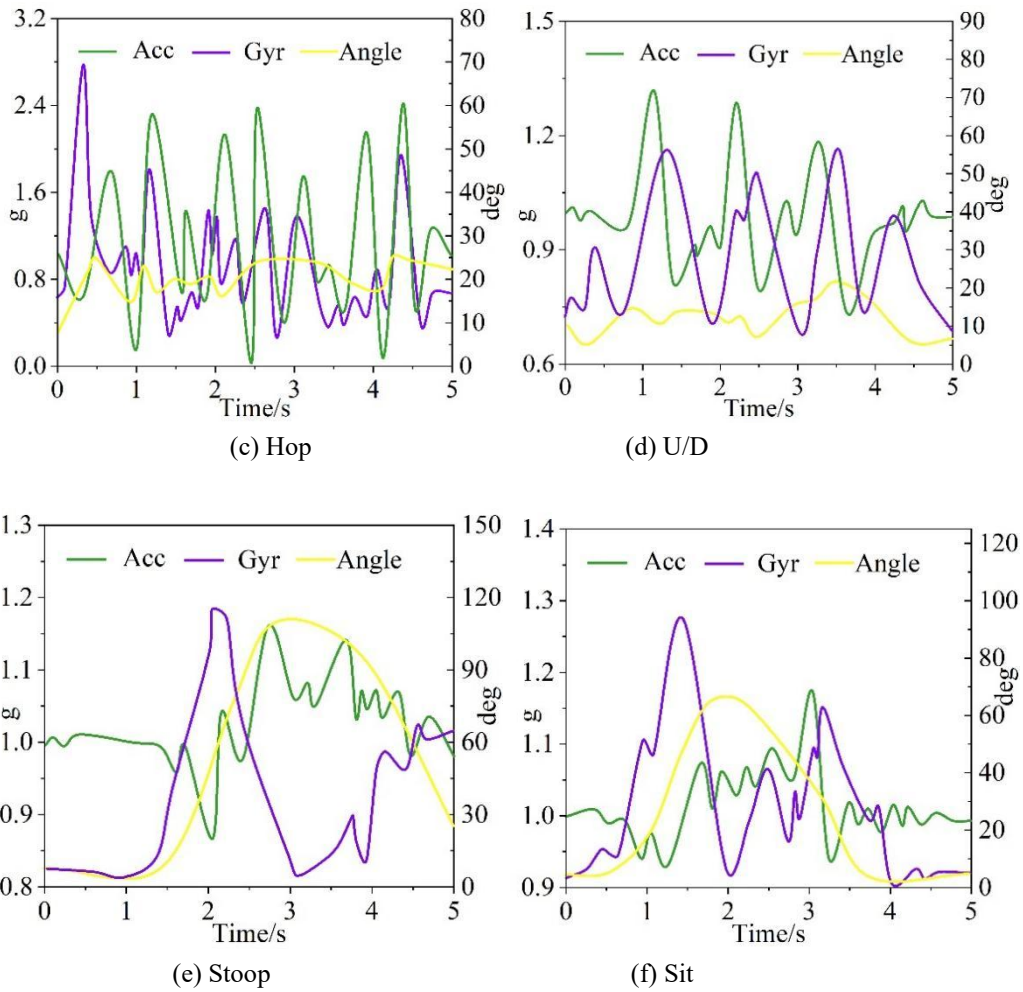 3.2 80 1.5 90
Acc Gyr Angle Acc Gyr Angle
70 80
2.4 60 70
50 1.2 60
1.6 40 50
g deg g 40 deg
30 0.9 30
0.8 20 20
10 10
0.0 0 0.6 0
0 1 2 3 4 5 0 1 2 3 4 5
Time/s Time/s
(c) Hop (d) U/D
1.3 150 1.4
Acc Gyr Angle Acc Gyr Angle 120
1.2 120 1.3 100
1.1 90 1.2 80
g deg g 60 deg
1.0 60 1.1
40
0.9 30 1.0 20
0.8 0 0.9 0
0 1 2 3 4 5 0 1 2 3 4 5
Time/s Time/s
(e) Stoop (f) Sit